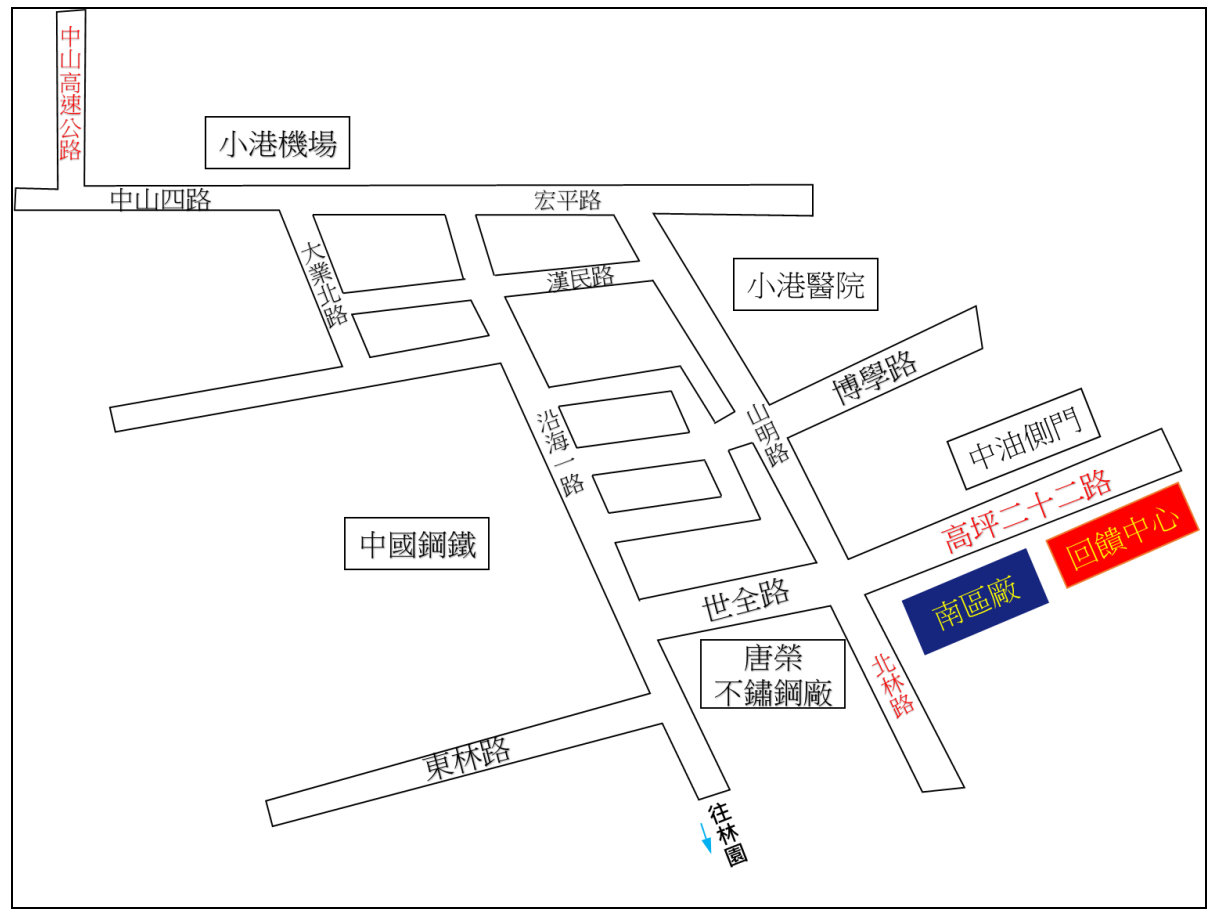 中山高速公路
小港機場
中山四路
宏平路
大業北路
漢民路
小港醫院
博學路
沿海一路
山明路
中油側門
高坪二十二路
回饋中心
中國鋼鐵
南區廠
世全路
唐榮
不鏽鋼廠
北林路
東林路
往林園